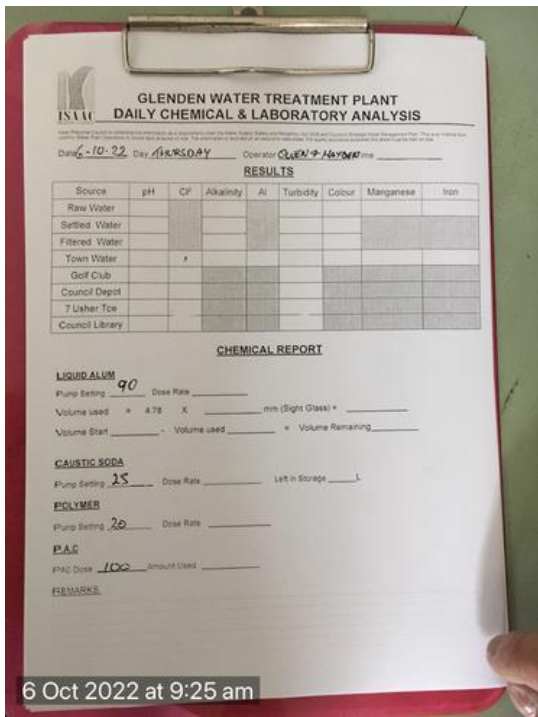 ISAAC
GLENDEN WATER TREATMENT PLANT
DAILY CHEMICAL & LABORATORY ANALYSIS
Date 6-10-22 Day THURSDAY Operator OWEN & HAYDEN Time
RESULTS
Source pH Cl² Alkalinity Al Turbidity Colour Manganese Iron
Raw Water
Settled Water
Filtered Water
Town Water
Golf Club
Council Depot
7 Usher Tce
Council Library
CHEMICAL REPORT
LIQUID ALUM
Pump Setting 90 Dose Rate
Volume used = 4.78 X mm (Sight Glass) =
Volume Start - Volume used = Volume Remaining
CAUSTIC SODA
Pump Setting 25 Dose Rate Left in Storage L
POLYMER
Pump Setting 20 Dose Rate
P.A.C
PAC Dose 100 Amount Used
REMARKS
6 Oct 2022 at 9:25 am